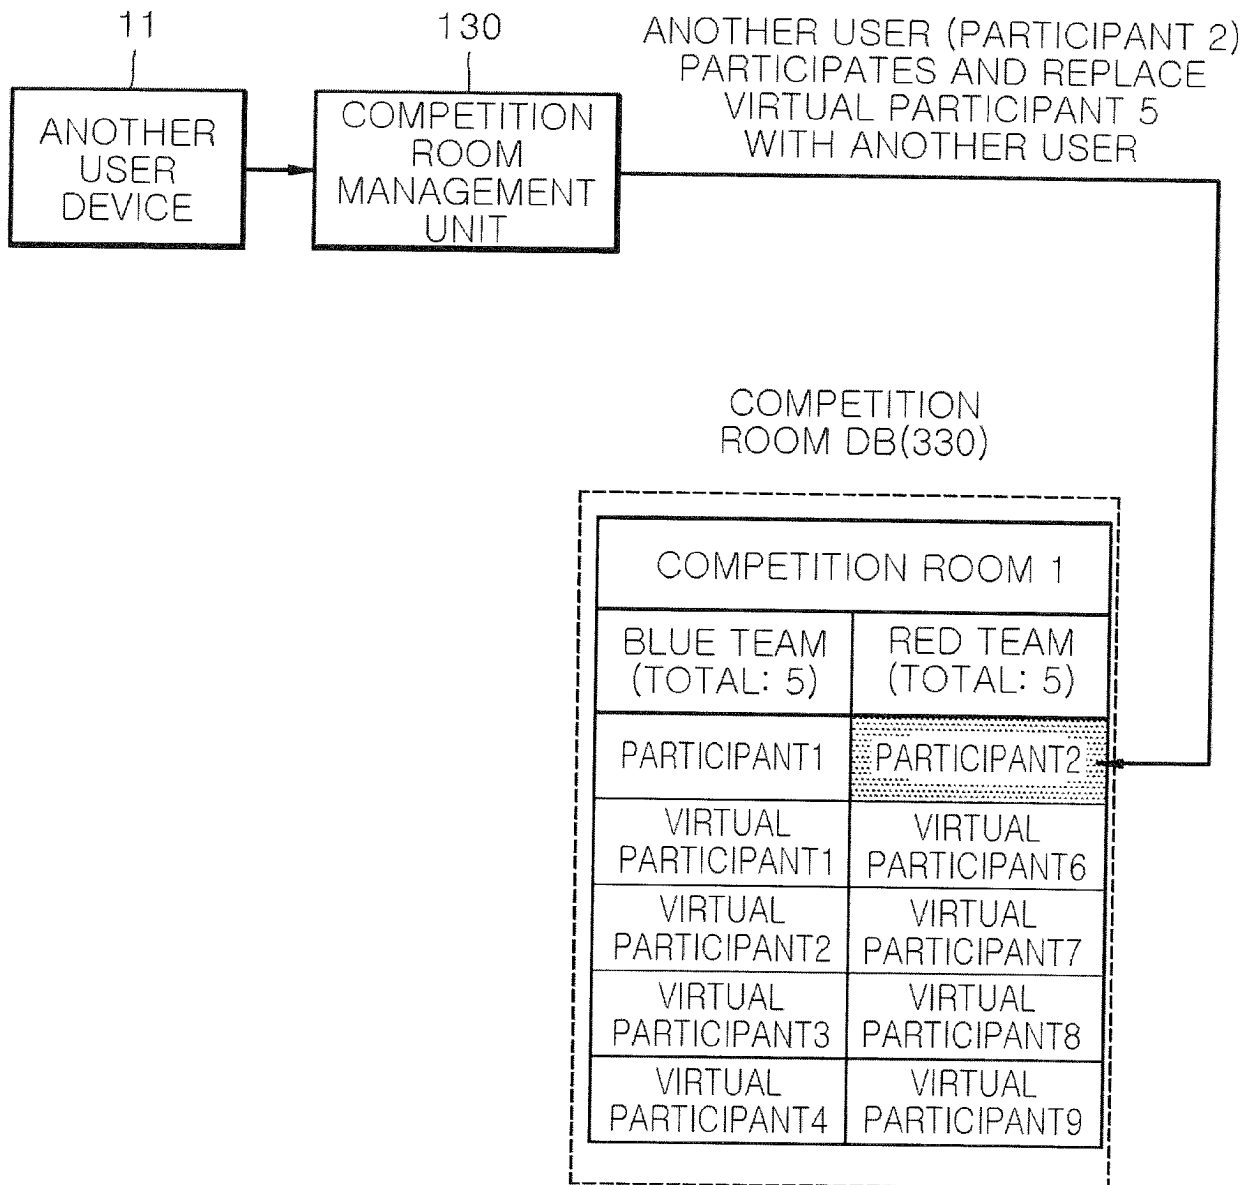 11
130
ANOTHER USER (PARTICIPANT 2)
PARTICIPATES AND REPLACE
VIRTUAL PARTICIPANT 5
WITH ANOTHER USER
ANOTHER
USER
DEVICE
COMPETITION
ROOM
MANAGEMENT
UNIT
COMPETITION
ROOM DB(330)
COMPETITION ROOM 1
BLUE TEAM
(TOTAL: 5)
RED TEAM
(TOTAL: 5)
PARTICIPANT1
PARTICIPANT2
VIRTUAL
PARTICIPANT1
VIRTUAL
PARTICIPANT6
VIRTUAL
PARTICIPANT2
VIRTUAL
PARTICIPANT7
VIRTUAL
PARTICIPANT3
VIRTUAL
PARTICIPANT8
VIRTUAL
PARTICIPANT4
VIRTUAL
PARTICIPANT9